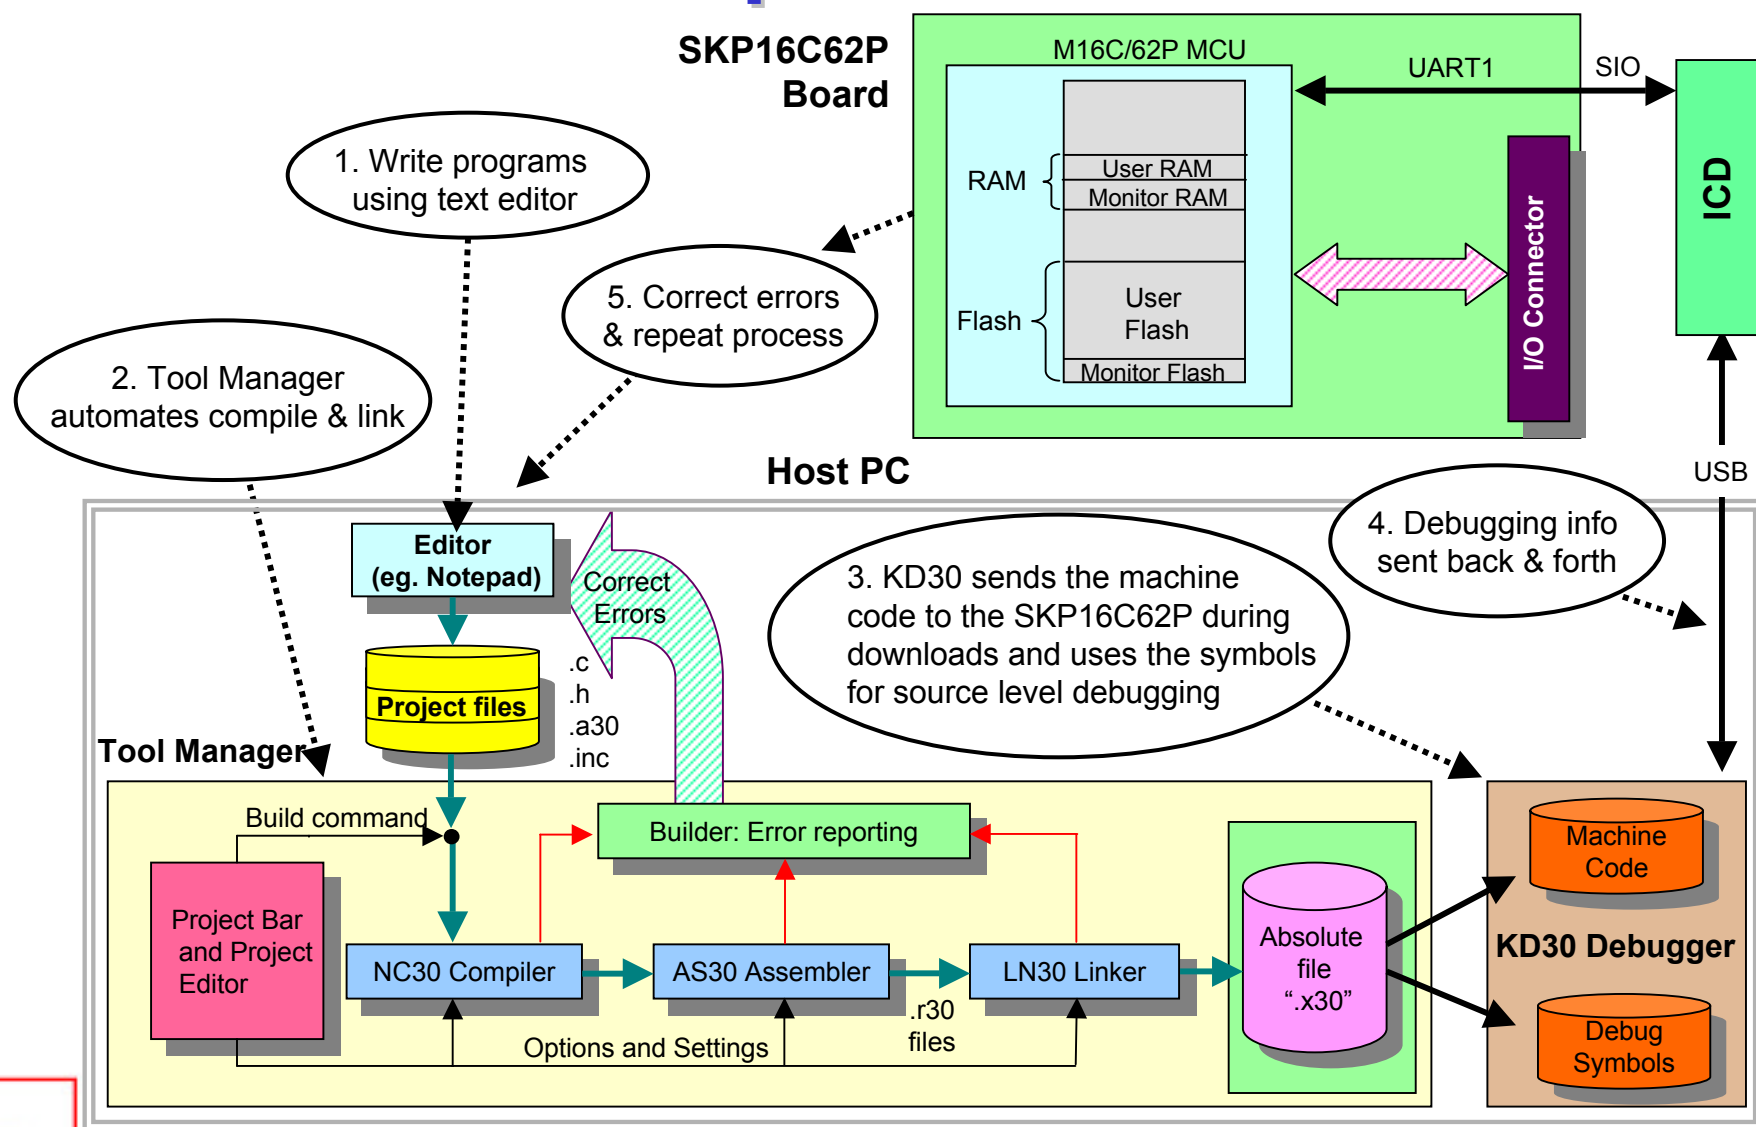 SKP16C62P
Board
M16C/62P MCU
UART1
SIO
ICD
RAM
User RAM
Monitor RAM
Flash
User
Flash
Monitor Flash
I/O Connector
USB
1. Write programs
using text editor
5. Correct errors
& repeat process
2. Tool Manager
automates compile & link
Host PC
3. KD30 sends the machine
code to the SKP16C62P during
downloads and uses the symbols
for source level debugging
4. Debugging info
sent back & forth
Editor
(eg. Notepad)
Correct
Errors
Project files
.c
.h
.a30
.inc
Tool Manager
Build command
Builder: Error reporting
Project Bar
and Project
Editor
NC30 Compiler
AS30 Assembler
LN30 Linker
.r30
files
Options and Settings
Absolute
file
“.x30”
Machine
Code
KD30 Debugger
Debug
Symbols